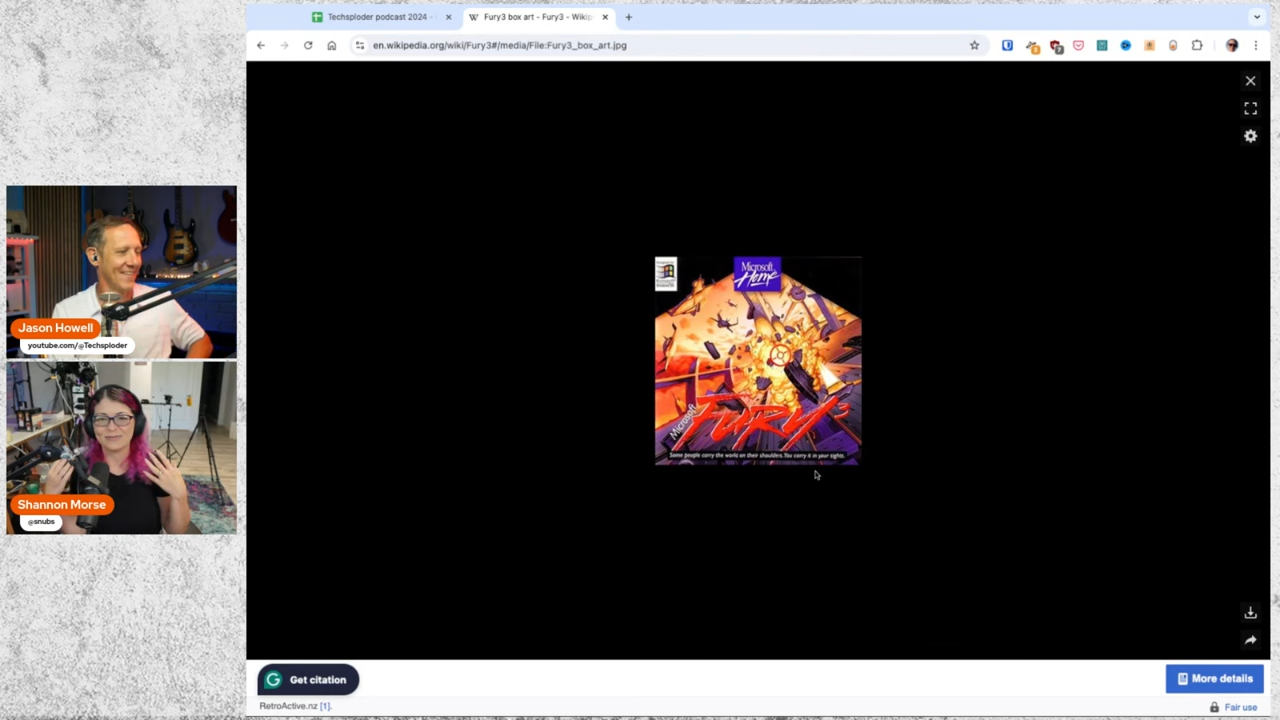 Techsploder podcast 2024 -
Fury3 box art - Fury3 - Wikip
en.wikipedia.org/wiki/Fury3#/media/File:Fury3_box_art.jpg
Microsoft
Home
Microsoft
FURY3
Some people carry the world on their shoulders. You carry it in your sights.
Jason Howell
youtube.com/@Techsploder
Shannon Morse
@snubs
Get citation
More details
RetroActive.nz [1].
Fair use